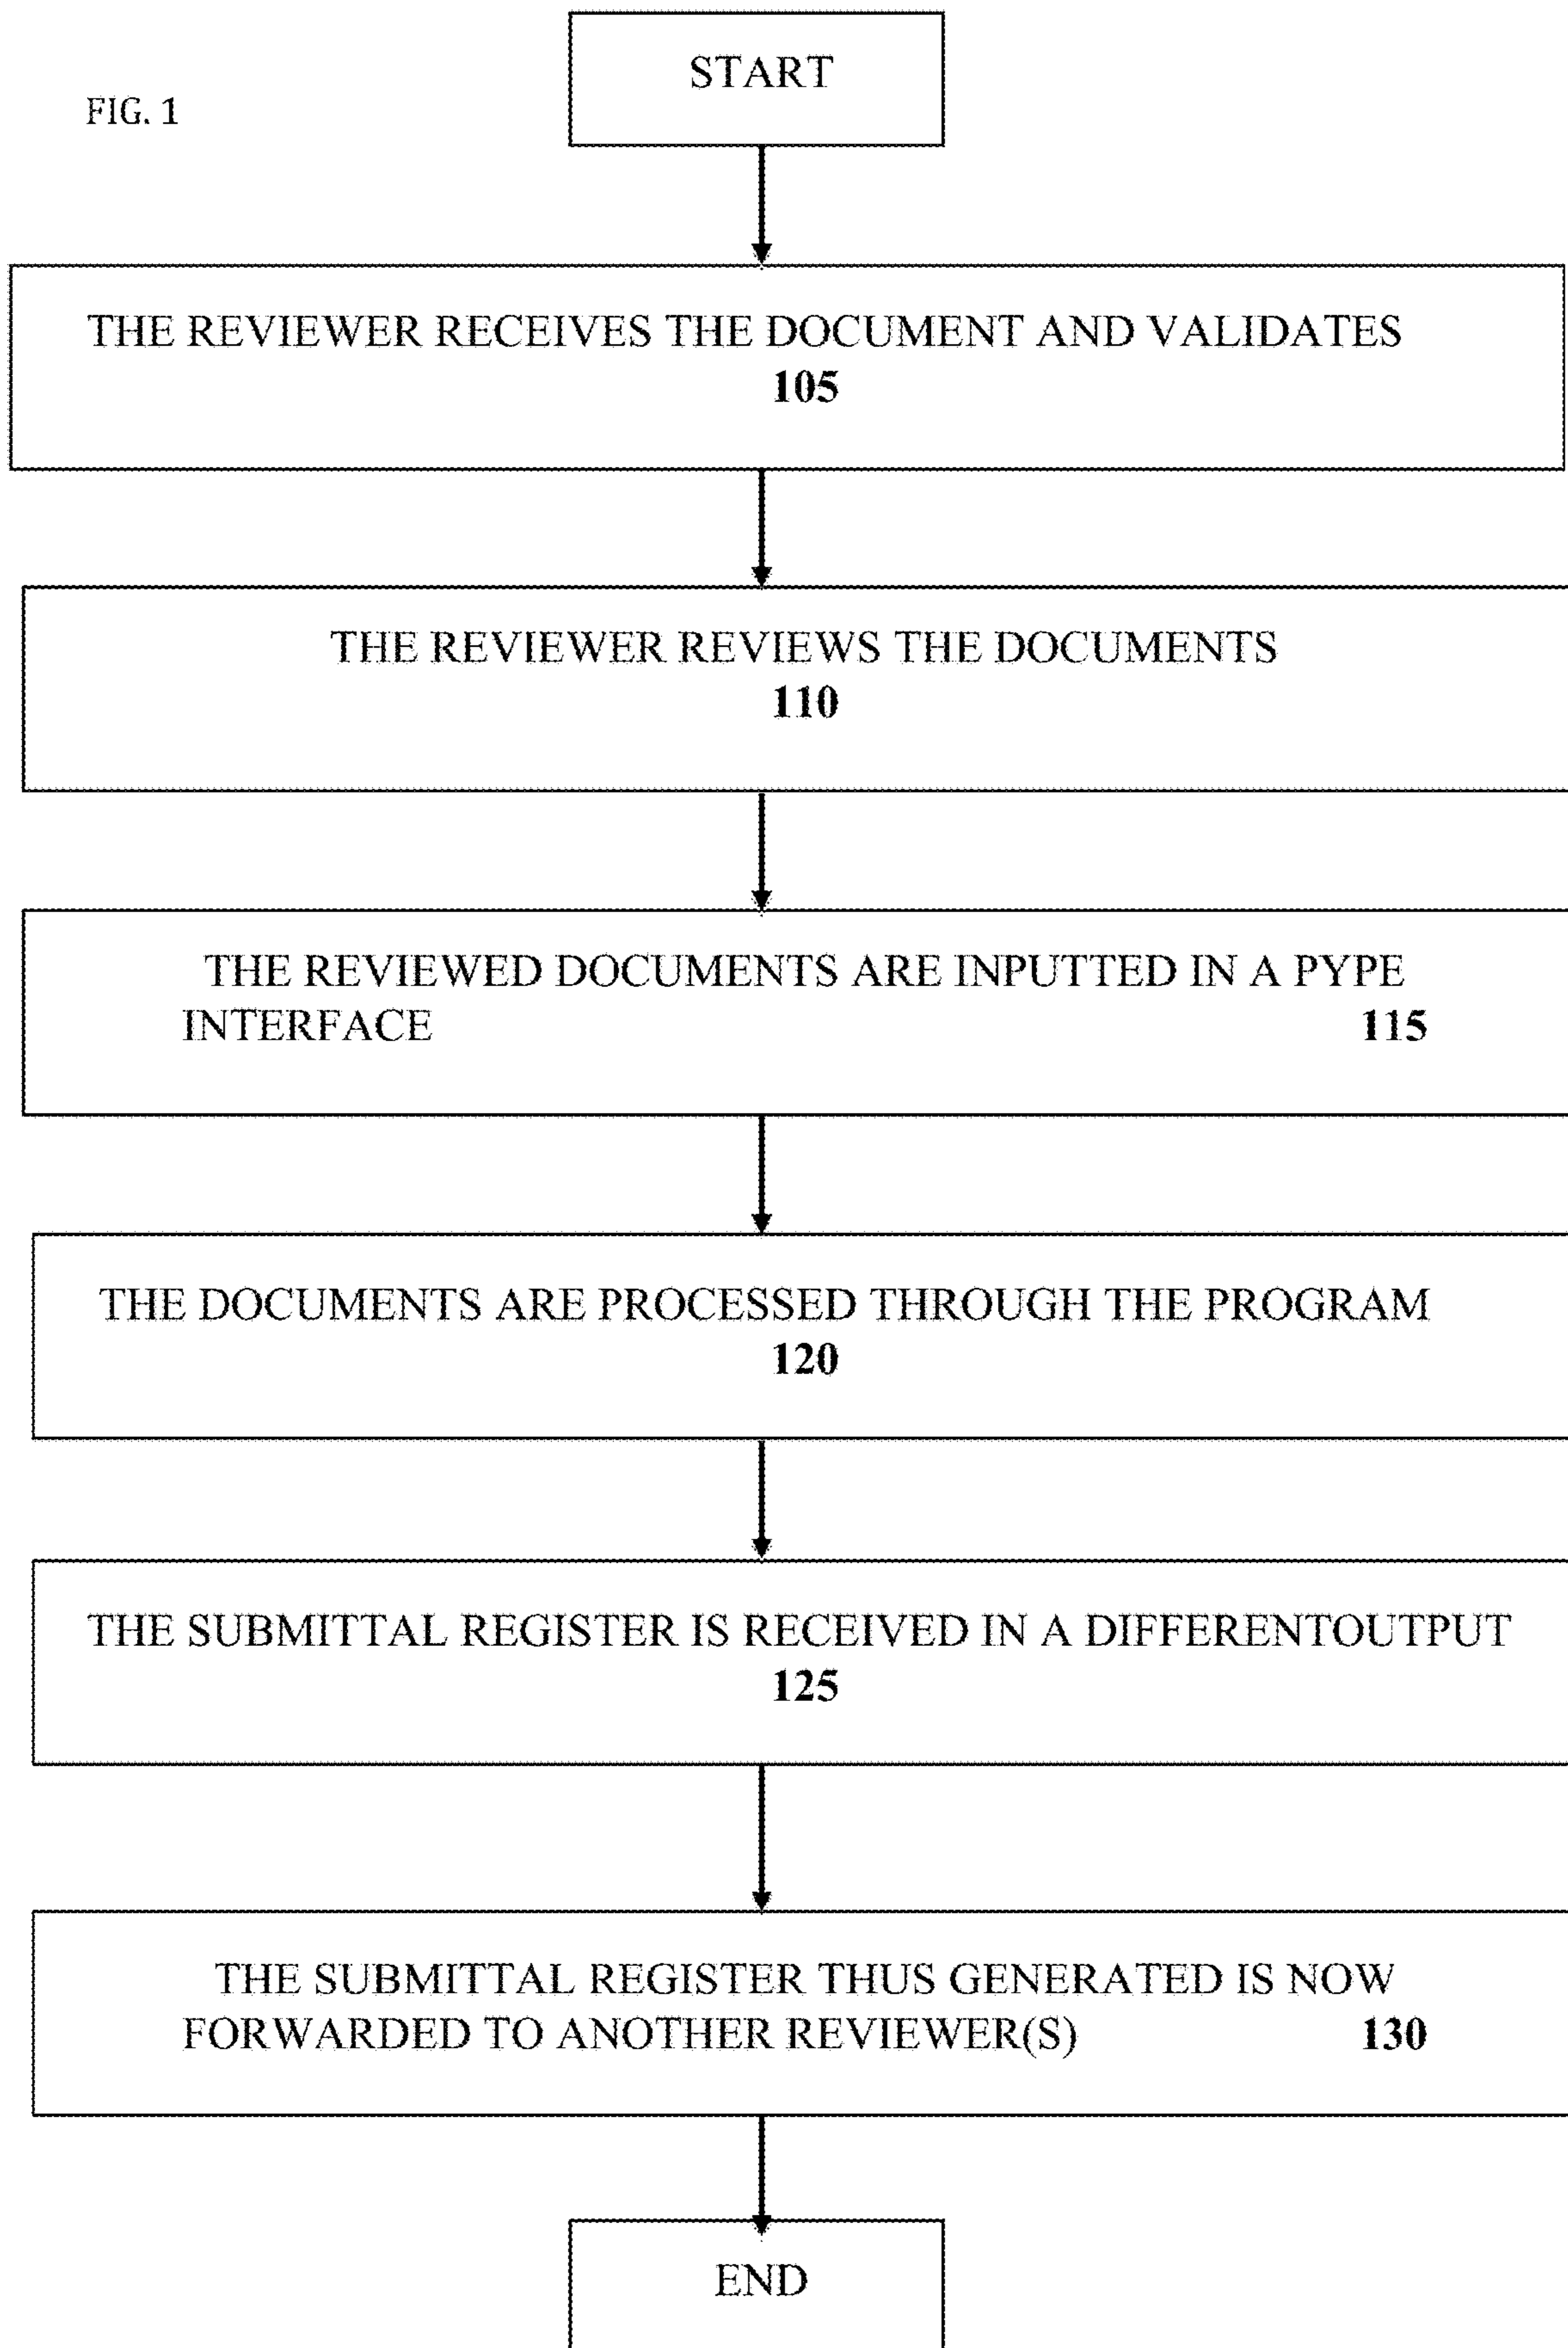 START
FIG. 1
THE REVIEWER RECEIVES THE DOCUMENT AND VALIDATES
105
THE REVIEWER REVIEWS THE DOCUMENTS
110
THE REVIEWED DOCUMENTS ARE INPUTTED IN A PYPE
INTERFACE 115
THE DOCUMENTS ARE PROCESSED THROUGH THE PROGRAM
120
THE SUBMITTAL REGISTER IS RECEIVED IN A DIFFERENTOUTPUT
125
THE SUBMITTAL REGISTER THUS GENERATED IS NOW
FORWARDED TO ANOTHER REVIEWER(S) 130
END